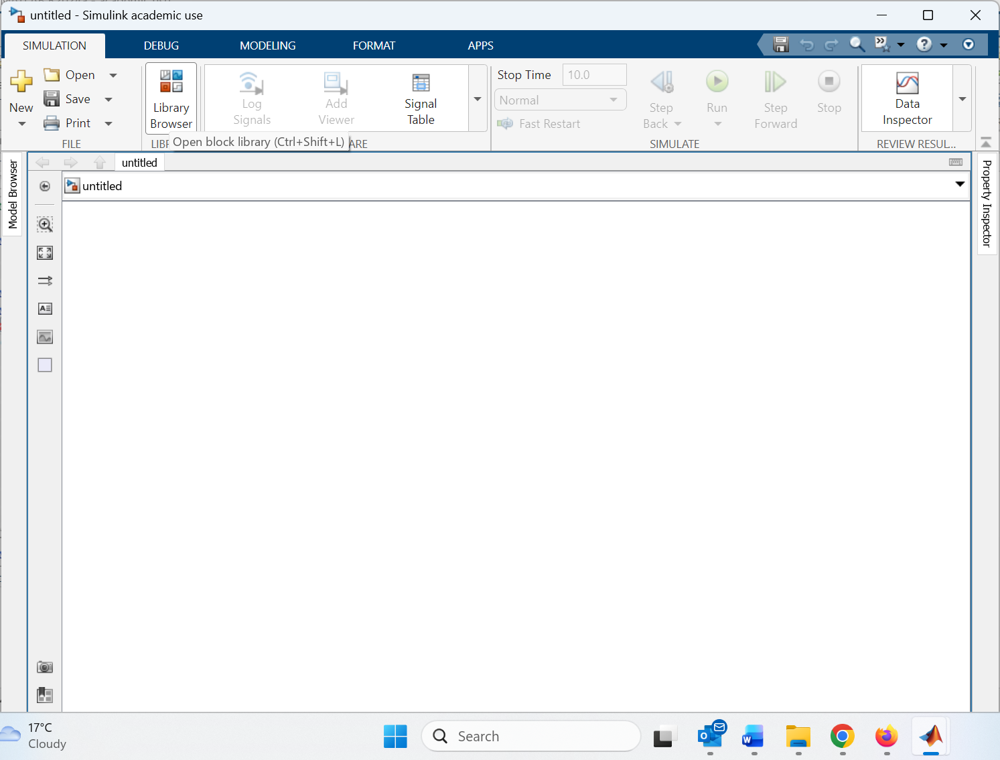 untitled - Simulink academic use
SIMULATION DEBUG MODELING FORMAT APPS
New
Open
Save
Print
FILE
Library
Browser
Log
Signals
Add
Viewer
Signal
Table
Stop Time 10.0
Normal
Fast Restart
Step
Back
Run
Step
Forward
Stop
SIMULATE
Data
Inspector
REVIEW RESUL...
LIBR
Open block library (Ctrl+Shift+L)
ARE
Model Browser
untitled
untitled
Property Inspector
17°C
Cloudy
Search